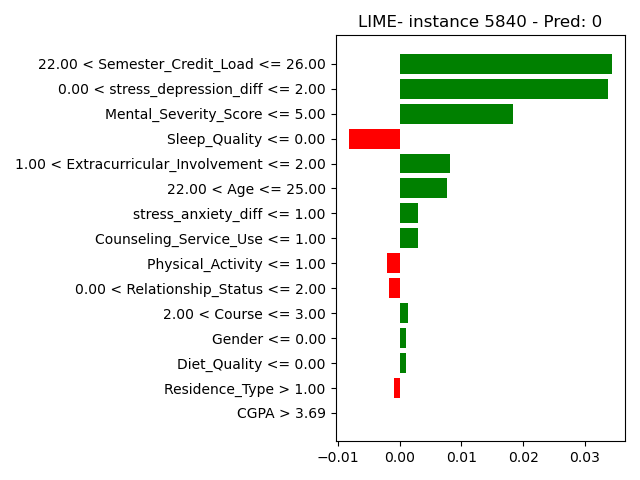 LIME- instance 5840 - Pred: 0
22.00 < Semester_Credit_Load <= 26.00
0.00 < stress_depression_diff <= 2.00
Mental_Severity_Score <= 5.00
Sleep_Quality <= 0.00
1.00 < Extracurricular_Involvement <= 2.00
22.00 < Age <= 25.00
stress_anxiety_diff <= 1.00
Counseling_Service_Use <= 1.00
Physical_Activity <= 1.00
0.00 < Relationship_Status <= 2.00
2.00 < Course <= 3.00
Gender <= 0.00
Diet_Quality <= 0.00
Residence_Type > 1.00
CGPA > 3.69
−0.01 0.00 0.01 0.02 0.03